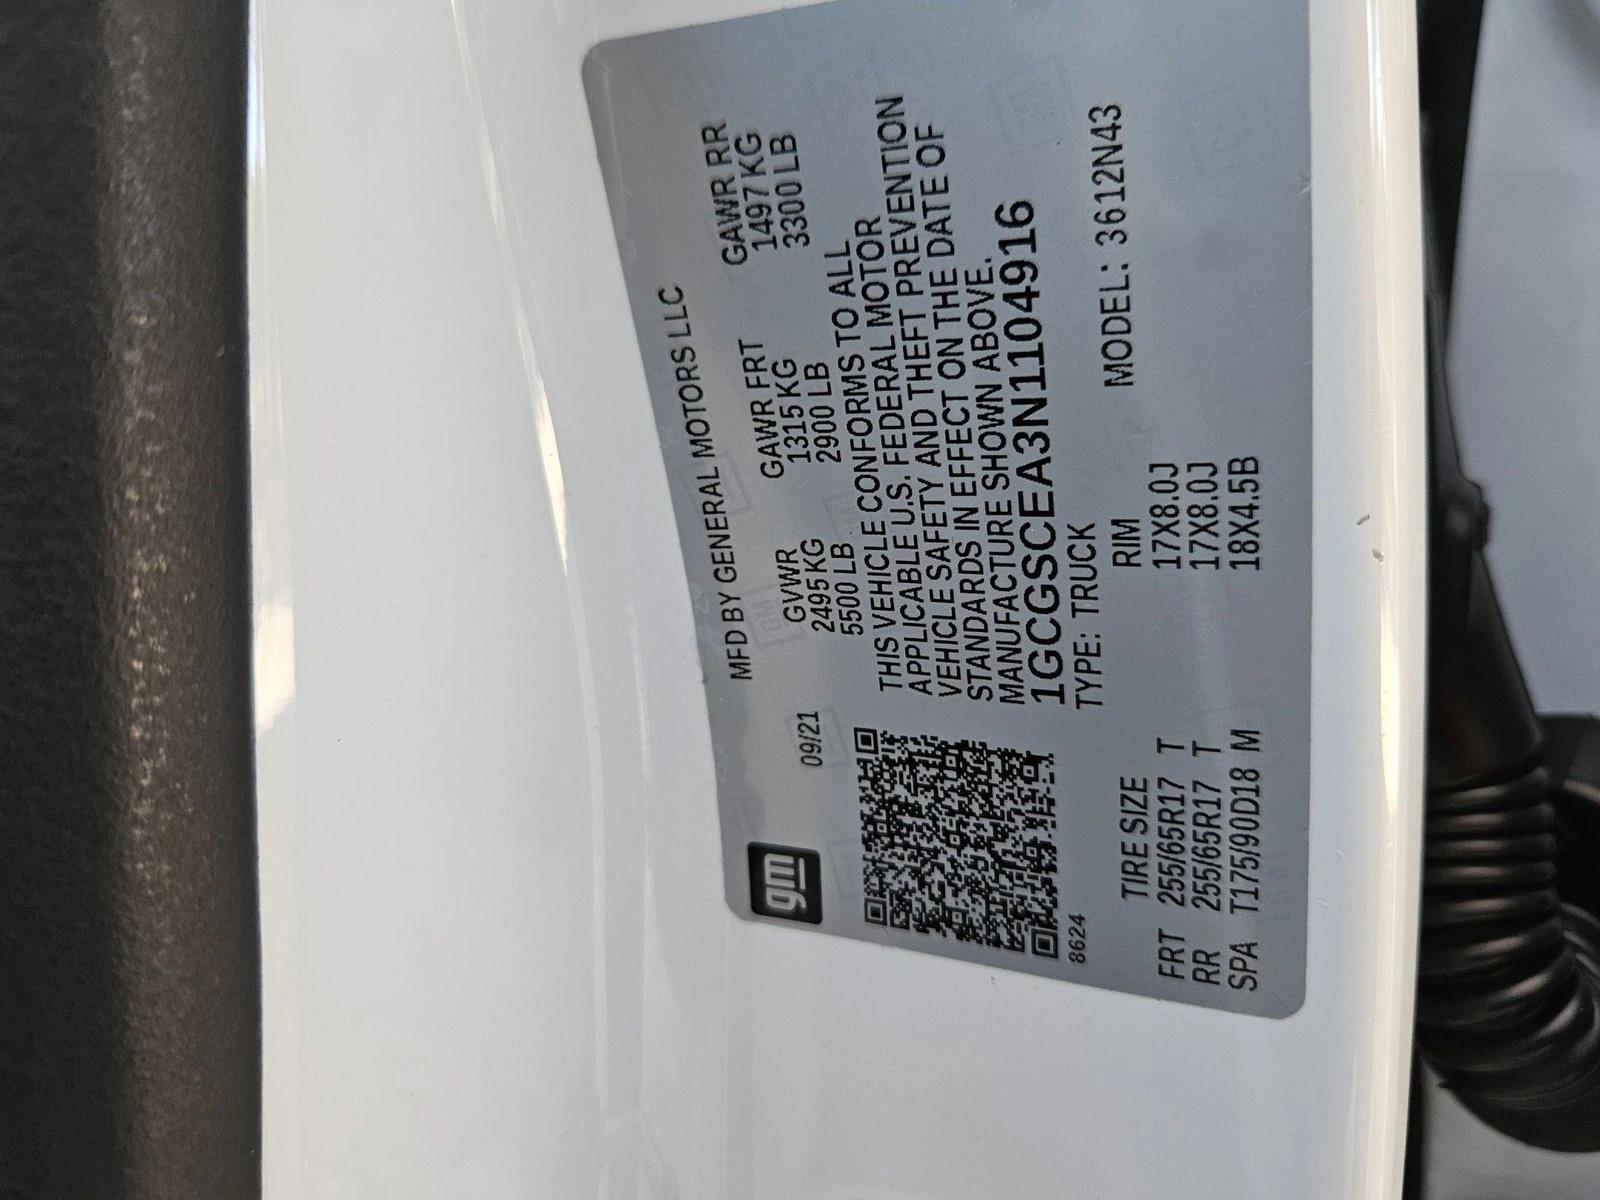 gm
MFD BY GENERAL MOTORS LLC
09/21
GVWR GAWR FRT GAWR RR
2495 KG 1315 KG 1497 KG
5500 LB 2900 LB 3300 LB
THIS VEHICLE CONFORMS TO ALL
APPLICABLE U.S. FEDERAL MOTOR
VEHICLE SAFETY AND THEFT PREVENTION
STANDARDS IN EFFECT ON THE DATE OF
MANUFACTURE SHOWN ABOVE.
1GCGSCEA3N1104916
8624
TYPE: TRUCK
MODEL: 3612N43
TIRE SIZE RIM
FRT 255/65R17 T 17X8.0J
RR 255/65R17 T 17X8.0J
SPA T175/90D18 M 18X4.5B